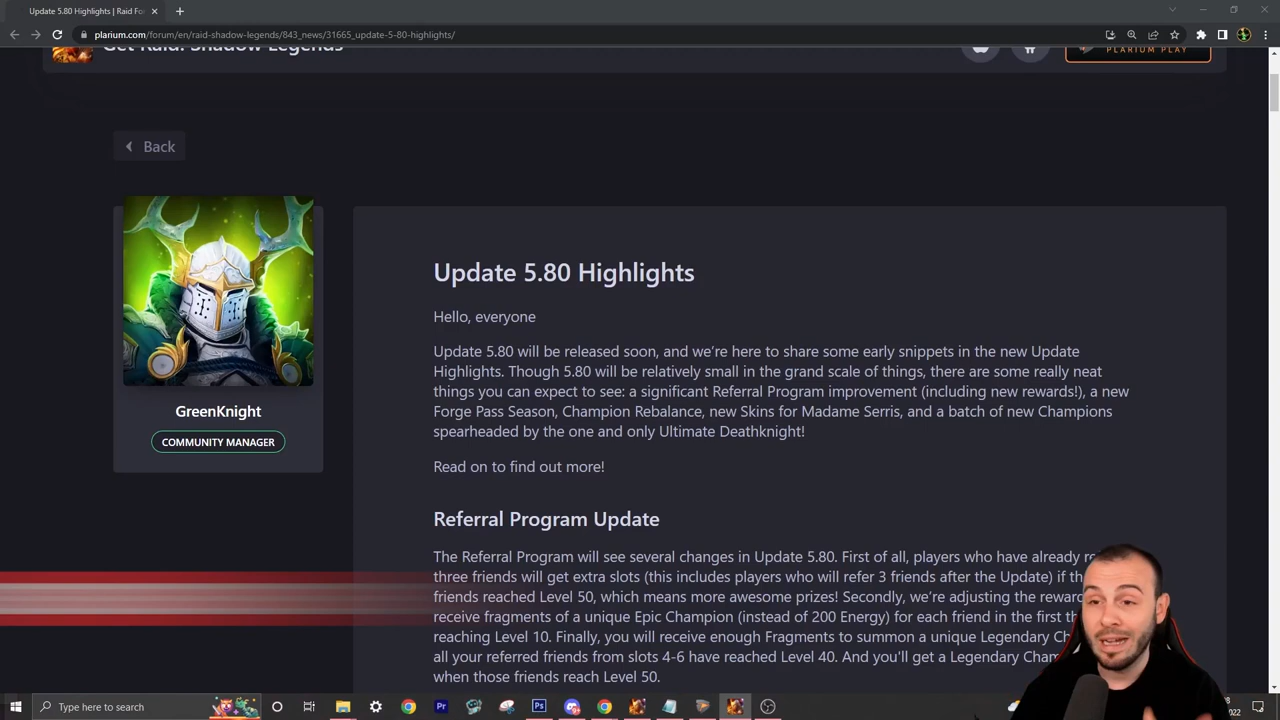 Update 5.80 Highlights | Raid Fo
plarium.com/forum/en/raid-shadow-legends/843_news/31665_update-5-80-highlights/
Get Raid: Shadow Legends
PLARIUM PLAY
Back
GreenKnight
COMMUNITY MANAGER
Update 5.80 Highlights
Hello, everyone
Update 5.80 will be released soon, and we're here to share some early snippets in the new Update
Highlights. Though 5.80 will be relatively small in the grand scale of things, there are some really neat
things you can expect to see: a significant Referral Program improvement (including new rewards!), a new
Forge Pass Season, Champion Rebalance, new Skins for Madame Serris, and a batch of new Champions
spearheaded by the one and only Ultimate Deathknight!
Read on to find out more!
Referral Program Update
The Referral Program will see several changes in Update 5.80. First of all, players who have already re
three friends will get extra slots (this includes players who will refer 3 friends after the Update) if th
friends reached Level 50, which means more awesome prizes! Secondly, we're adjusting the reward
receive fragments of a unique Epic Champion (instead of 200 Energy) for each friend in the first th
reaching Level 10. Finally, you will receive enough Fragments to summon a unique Legendary Ch
all your referred friends from slots 4-6 have reached Level 40. And you'll get a Legendary Cham
when those friends reach Level 50.
Type here to search